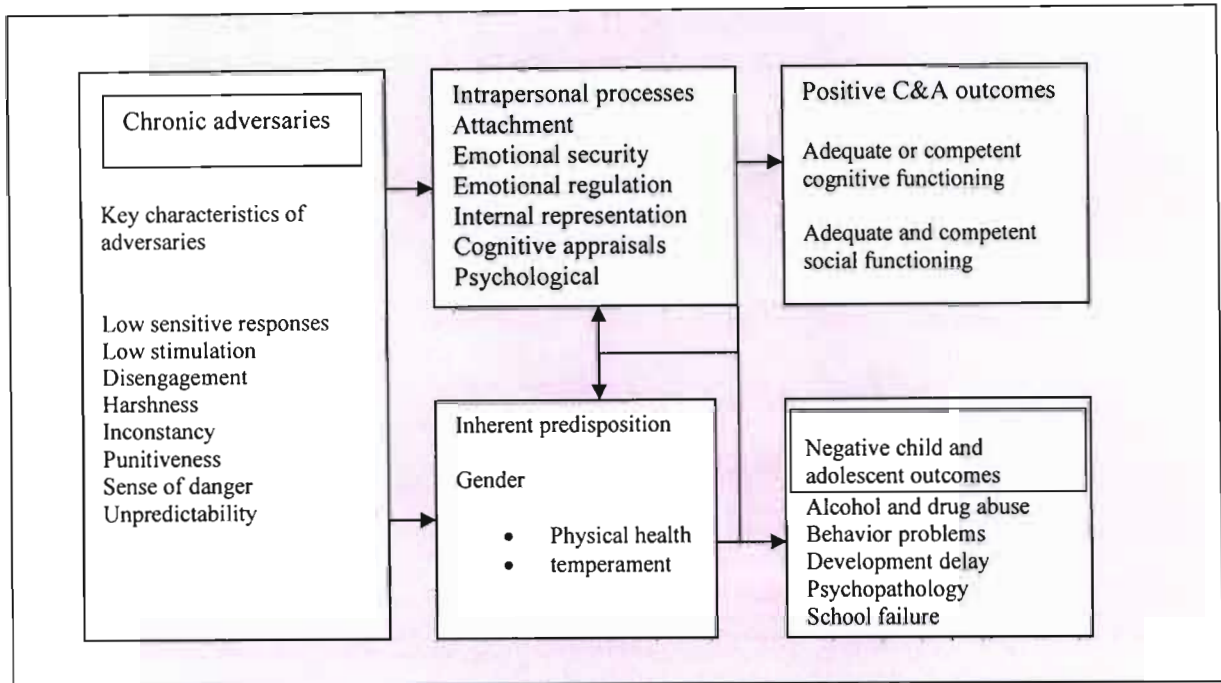 Chronic adversaries
Key characteristics of
adversaries
Low sensitive responses
Low stimulation
Disengagement
Harshness
Inconstancy
Punitiveness
Sense of danger
Unpredictability
Intrapersonal processes
Attachment
Emotional security
Emotional regulation
Internal representation
Cognitive appraisals
Psychological
Inherent predisposition
Gender
• Physical health
• temperament
Positive C&A outcomes
Adequate or competent
cognitive functioning
Adequate and competent
social functioning
Negative child and
adolescent outcomes
Alcohol and drug abuse
Behavior problems
Development delay
Psychopathology
School failure